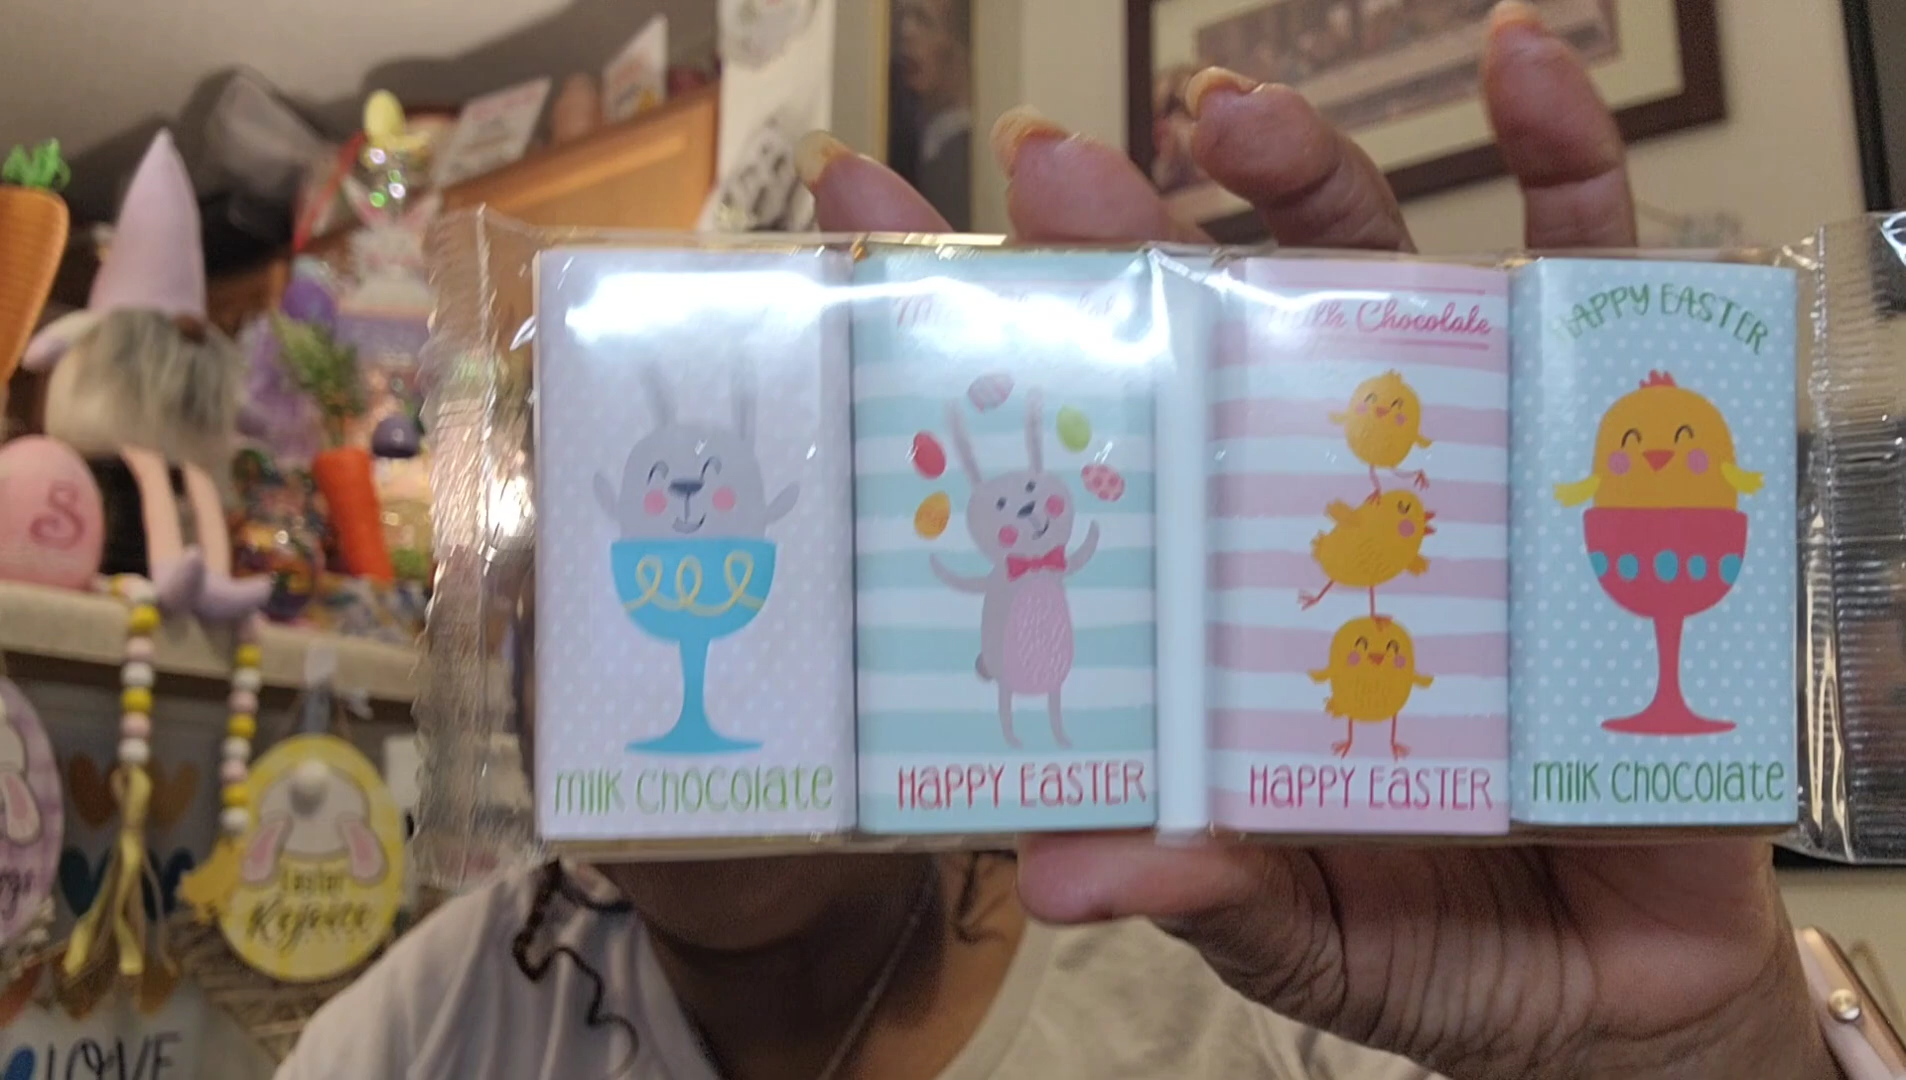 milk chocolate
HAPPY EASTER
Milk Chocolate
HAPPY EASTER
HAPPY EASTER
milk chocolate
S
Easter
Rejoice
LOVE